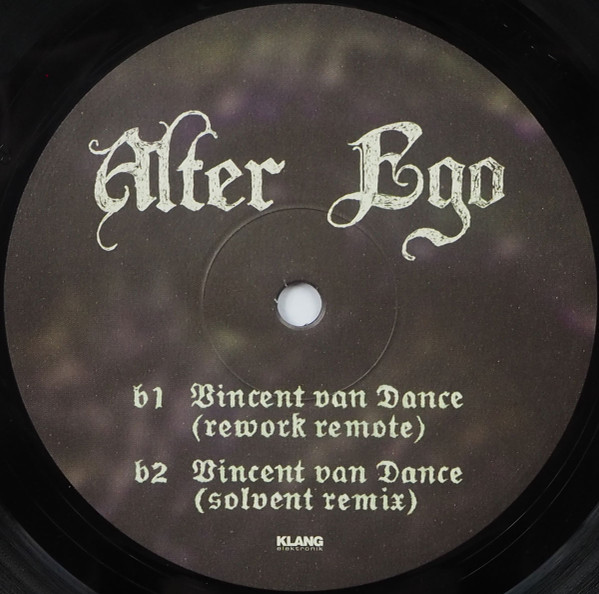 Alter Ego
b1 Vincent van Dance
(rework remote)
b2 Vincent van Dance
(solvent remix)
KLANG
elektronik